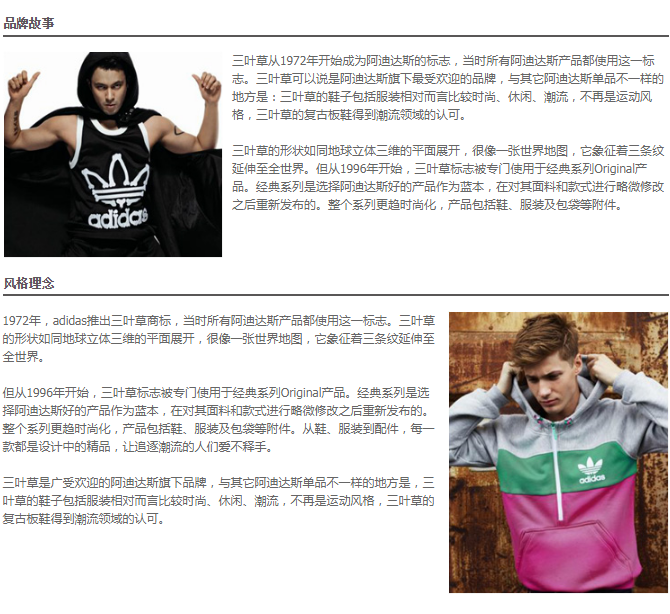 品牌故事
三叶草从1972年开始成为阿迪达斯的标志，当时所有阿迪达斯产品都使用这一标
志。三叶草可以说是阿迪达斯旗下最受欢迎的品牌，与其它阿迪达斯单品不一样的
地方是：三叶草的鞋子包括服装相对而言比较时尚、休闲、潮流，不再是运动风
格，三叶草的复古板鞋得到潮流领域的认可。
三叶草的形状如同地球立体三维的平面展开，很像一张世界地图，它象征着三条纹
延伸至全世界。但从1996年开始，三叶草标志被专门使用于经典系列Original产
品。经典系列是选择阿迪达斯好的产品作为蓝本，在对其面料和款式进行略微修改
之后重新发布的。整个系列更趋时尚化，产品包括鞋、服装及包袋等附件。
adidas
风格理念
1972年，adidas推出三叶草商标，当时所有阿迪达斯产品都使用这一标志。三叶草
的形状如同地球立体三维的平面展开，很像一张世界地图，它象征着三条纹延伸至
全世界。
但从1996年开始，三叶草标志被专门使用于经典系列Original产品。经典系列是选
择阿迪达斯好的产品作为蓝本，在对其面料和款式进行略微修改之后重新发布的。
整个系列更趋时尚化，产品包括鞋、服装及包袋等附件。从鞋、服装到配件，每一
款都是设计中的精品，让追逐潮流的人们爱不释手。
三叶草是广受欢迎的阿迪达斯旗下品牌，与其它阿迪达斯单品不一样的地方是，三
叶草的鞋子包括服装相对而言比较时尚、休闲、潮流，不再是运动风格，三叶草的
复古板鞋得到潮流领域的认可。
adidas